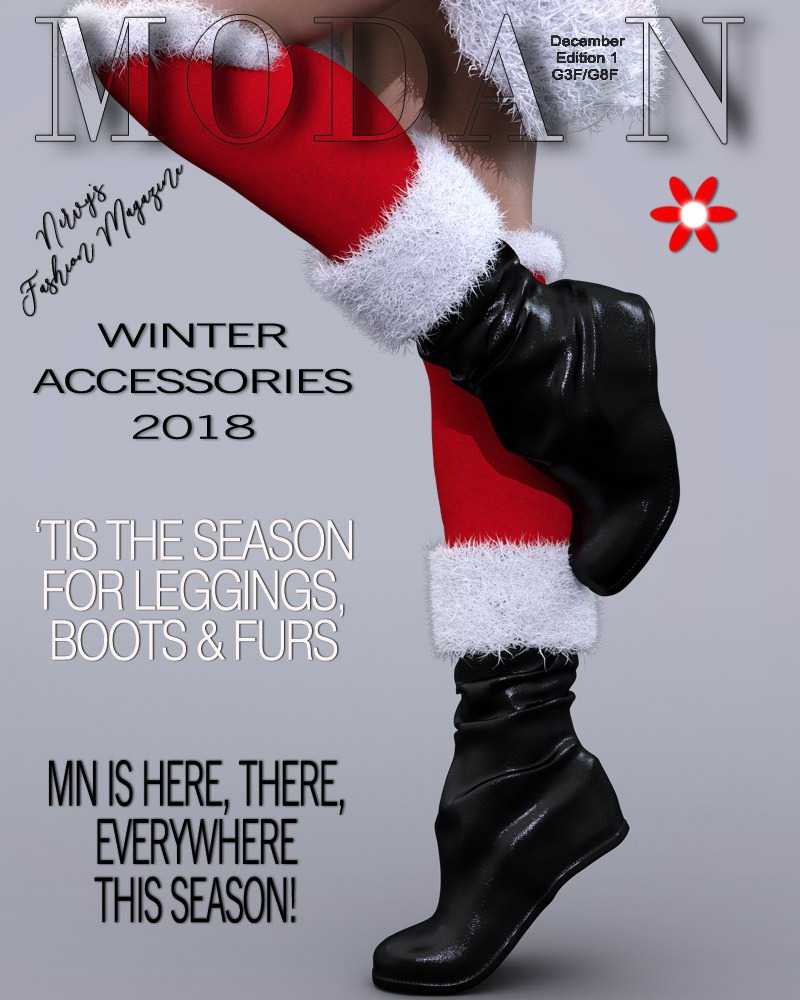 MODA N
December
Edition 1
G3F/G8F
Nirvy's
Fashion Magazine
WINTER
ACCESSORIES
2018
‘TIS THE SEASON
FOR LEGGINGS,
BOOTS & FURS
MN IS HERE, THERE,
EVERYWHERE
THIS SEASON!